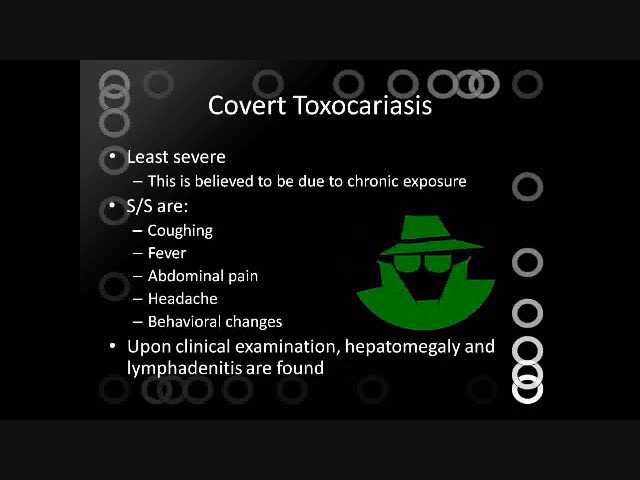 Covert Toxocariasis
• Least severe
– This is believed to be due to chronic exposure
• S/S are:
– Coughing
– Fever
– Abdominal pain
– Headache
– Behavioral changes
• Upon clinical examination, hepatomegaly and
lymphadenitis are found